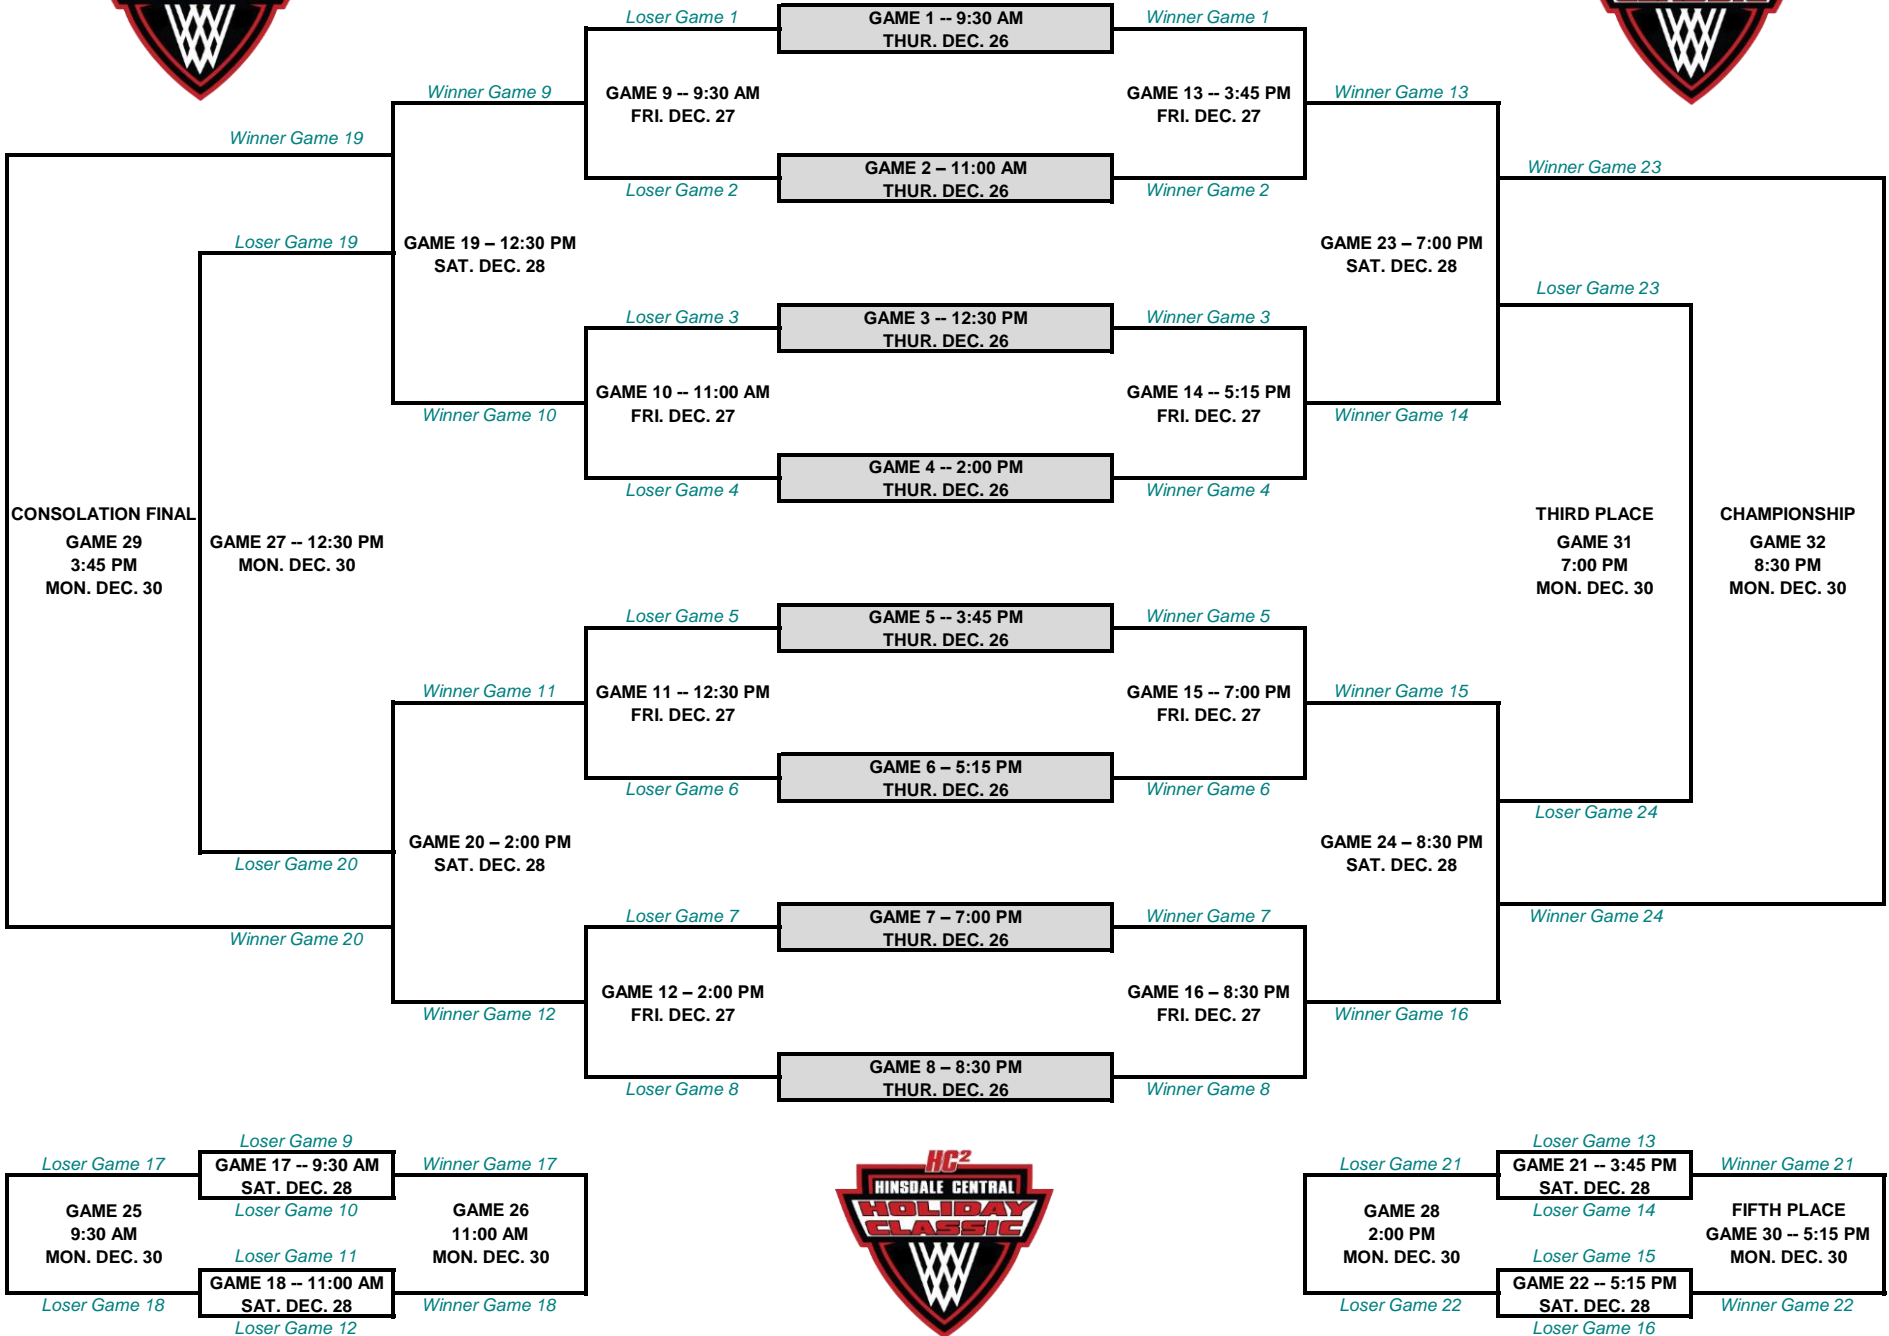 Loser Game 1
GAME 1 -- 9:30 AM
THUR. DEC. 26
Winner Game 1
Winner Game 9
GAME 9 -- 9:30 AM
FRI. DEC. 27
GAME 13 -- 3:45 PM
FRI. DEC. 27
Winner Game 13
Winner Game 19
Loser Game 2
GAME 2 – 11:00 AM
THUR. DEC. 26
Winner Game 2
Winner Game 23
Loser Game 19
GAME 19 – 12:30 PM
SAT. DEC. 28
GAME 23 – 7:00 PM
SAT. DEC. 28
Loser Game 23
Loser Game 3
GAME 3 -- 12:30 PM
THUR. DEC. 26
Winner Game 3
Winner Game 10
GAME 10 -- 11:00 AM
FRI. DEC. 27
GAME 14 -- 5:15 PM
FRI. DEC. 27
Winner Game 14
Loser Game 4
GAME 4 -- 2:00 PM
THUR. DEC. 26
Winner Game 4
CONSOLATION FINAL
GAME 29
3:45 PM
MON. DEC. 30
GAME 27 -- 12:30 PM
MON. DEC. 30
THIRD PLACE
GAME 31
7:00 PM
MON. DEC. 30
CHAMPIONSHIP
GAME 32
8:30 PM
MON. DEC. 30
Loser Game 5
GAME 5 -- 3:45 PM
THUR. DEC. 26
Winner Game 5
Winner Game 11
GAME 11 -- 12:30 PM
FRI. DEC. 27
GAME 15 -- 7:00 PM
FRI. DEC. 27
Winner Game 15
Loser Game 6
GAME 6 – 5:15 PM
THUR. DEC. 26
Winner Game 6
Loser Game 20
GAME 20 – 2:00 PM
SAT. DEC. 28
GAME 24 – 8:30 PM
SAT. DEC. 28
Loser Game 24
Winner Game 20
Loser Game 7
GAME 7 - 7:00 PM
THUR. DEC. 26
Winner Game 7
Winner Game 24
Winner Game 12
GAME 12 – 2:00 PM
FRI. DEC. 27
GAME 16 – 8:30 PM
FRI. DEC. 27
Winner Game 16
Loser Game 8
GAME 8 – 8:30 PM
THUR. DEC. 26
Winner Game 8
Loser Game 9
Loser Game 17
GAME 17 -- 9:30 AM
SAT. DEC. 28
Winner Game 17
Loser Game 10
GAME 25
9:30 AM
MON. DEC. 30
GAME 26
11:00 AM
MON. DEC. 30
Loser Game 11
GAME 18 -- 11:00 AM
SAT. DEC. 28
Loser Game 18
Winner Game 18
Loser Game 12
HC2
HINSDALE CENTRAL
HOLIDAY
CLASSIC
Loser Game 13
Loser Game 21
GAME 21 -- 3:45 PM
SAT. DEC. 28
Winner Game 21
Loser Game 14
GAME 28
2:00 PM
MON. DEC. 30
FIFTH PLACE
GAME 30 -- 5:15 PM
MON. DEC. 30
Loser Game 15
GAME 22 -- 5:15 PM
SAT. DEC. 28
Loser Game 22
Winner Game 22
Loser Game 16